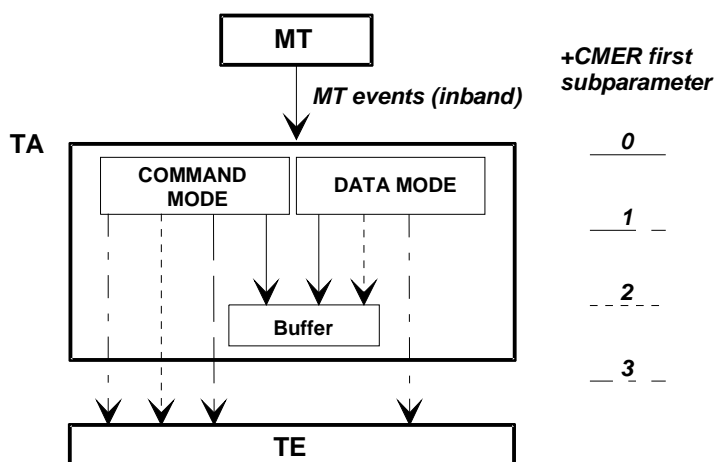 MT
+CMER first
subparameter
MT events (inband)
TA
0
COMMAND
MODE
DATA MODE
1
2
Buffer
3
TE